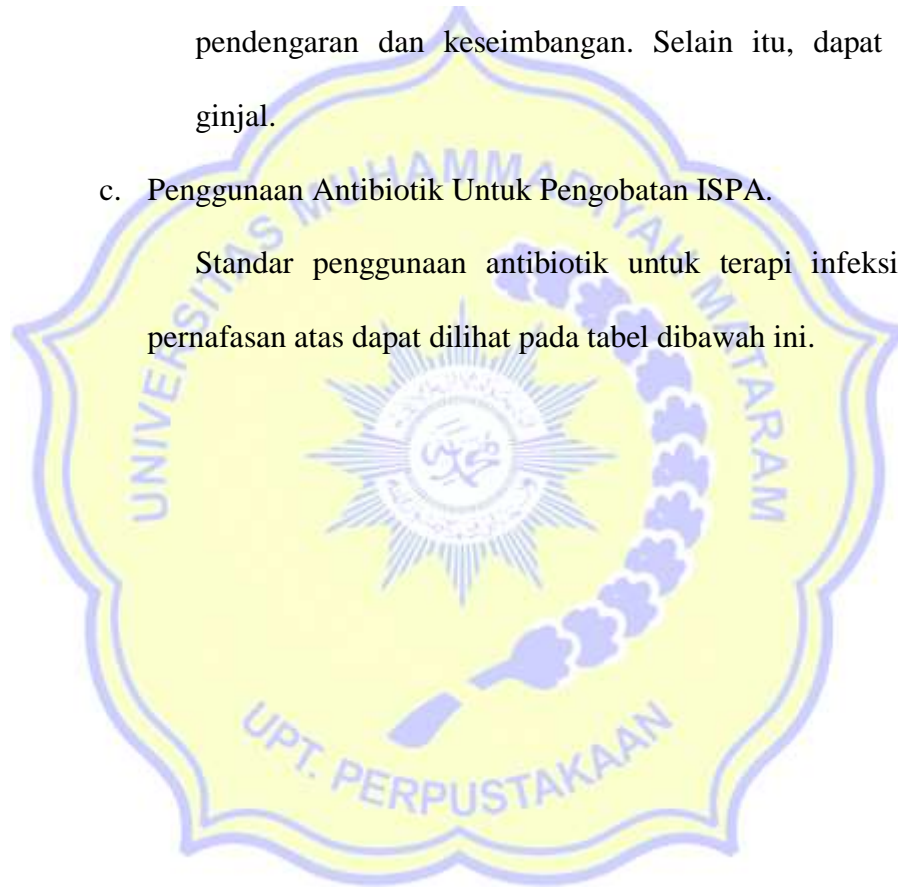 pendengaran dan keseimbangan. Selain itu, dapat
ginjal.
c. Penggunaan Antibiotik Untuk Pengobatan ISPA.
Standar penggunaan antibiotik untuk terapi infeksi
pernafasan atas dapat dilihat pada tabel dibawah ini.
UNIVERSITAS MUHAMMADIYAH MATARAM
UPT. PERPUSTAKAAN